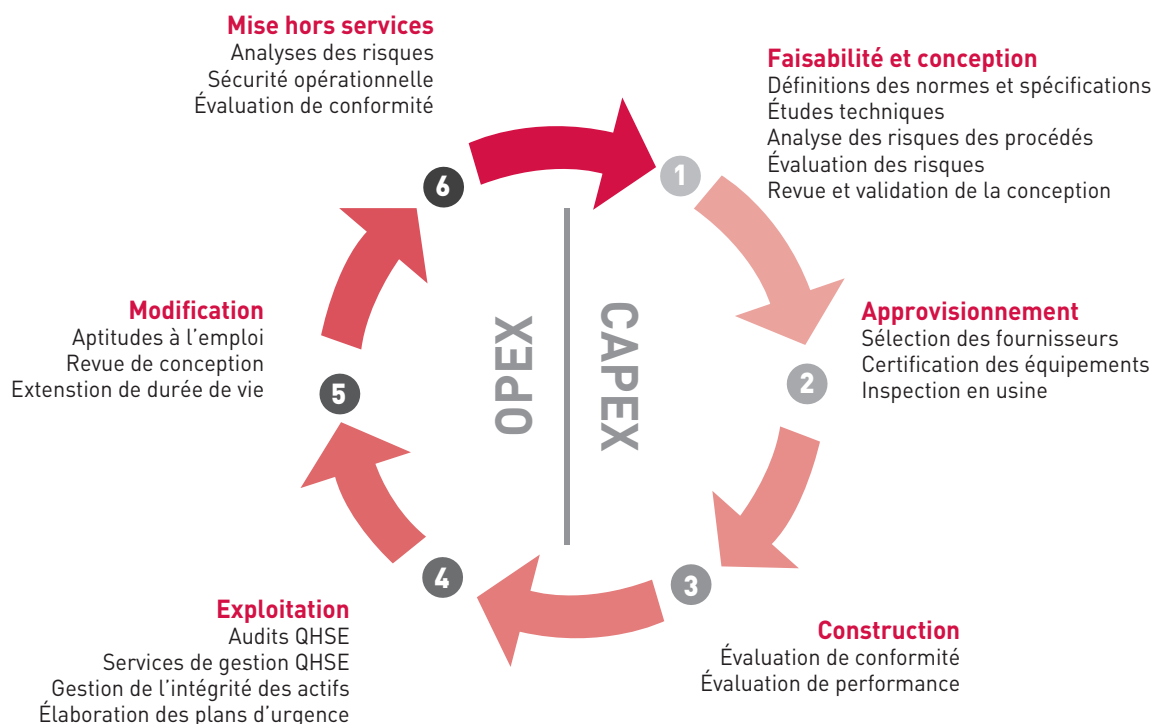 Mise hors services
Analyses des risques
Sécurité opérationnelle
Évaluation de conformité
Faisabilité et conception
Définitions des normes et spécifications
Études techniques
Analyse des risques des procédés
Évaluation des risques
Revue et validation de la conception
6
1
Modification
Aptitudes à l’emploi
Revue de conception
Extenstion de durée de vie
5
OPEX
CAPEX
Approvisionnement
Sélection des fournisseurs
Certification des équipements
Inspection en usine
2
4
3
Exploitation
Audits QHSE
Services de gestion QHSE
Gestion de l’intégrité des actifs
Élaboration des plans d’urgence
Construction
Évaluation de conformité
Évaluation de performance